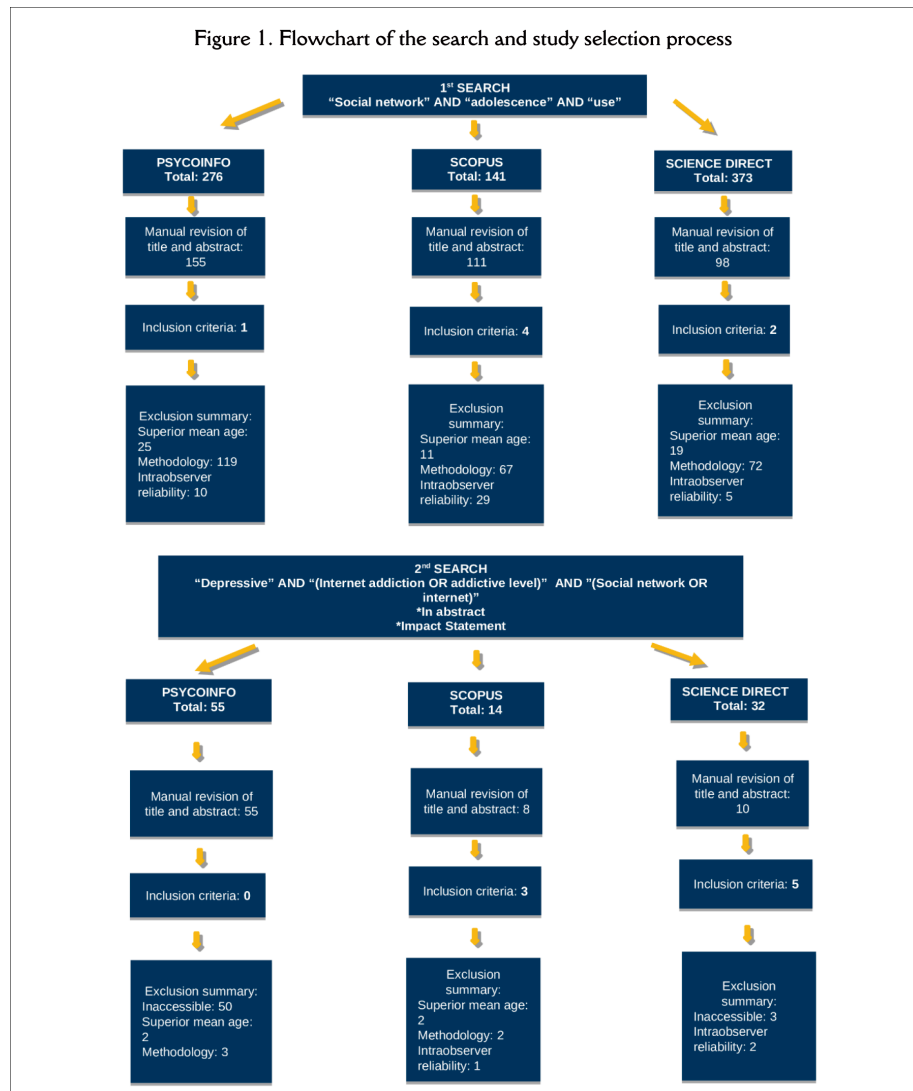 Figure 1. Flowchart of the search and study selection process
1st SEARCH
“Social network” AND “adolescence” AND “use”
PSYCOINFO
Total: 276
SCOPUS
Total: 141
SCIENCE DIRECT
Total: 373
Manual revision of
title and abstract:
155
Manual revision of
title and abstract:
111
Manual revision of
title and abstract:
98
Inclusion criteria: 1
Inclusion criteria: 4
Inclusion criteria: 2
Exclusion summary:
Superior mean age:
25
Methodology: 119
Intraobserver
reliability: 10
Exclusion
summary:
Superior mean age:
11
Methodology: 67
Intraobserver
reliability: 29
Exclusion
summary:
Superior mean age:
19
Methodology: 72
Intraobserver
reliability: 5
2nd SEARCH
“Depressive” AND “(Internet addiction OR addictive level)” AND ”(Social network OR
internet)”
*In abstract
*Impact Statement
PSYCOINFO
Total: 55
SCOPUS
Total: 14
SCIENCE DIRECT
Total: 32
Manual revision of
title and abstract: 55
Manual revision of
title and abstract: 8
Manual revision of
title and abstract:
10
Inclusion criteria: 0
Inclusion criteria: 3
Inclusion criteria: 5
Exclusion summary:
Inaccessible: 50
Superior mean age:
2
Methodology: 3
Exclusion
summary:
Superior mean age:
2
Methodology: 2
Intraobserver
reliability: 1
Exclusion
summary:
Inaccessible: 3
Intraobserver
reliability: 2